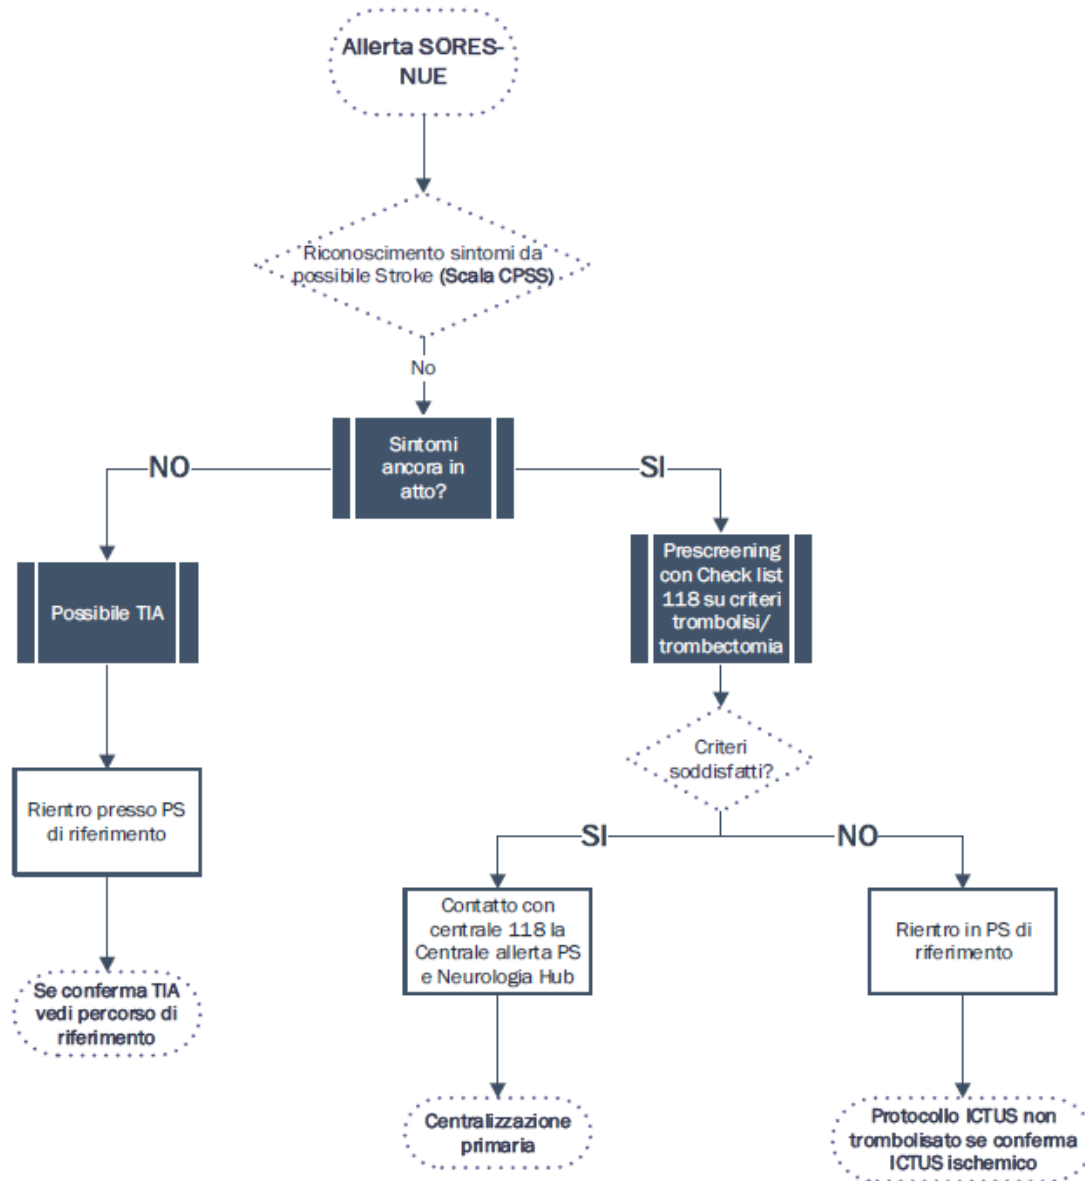 Allerta SORES-
NUE
Riconoscimento sintomi da
possibile Stroke (Scala CPSS)
No
Sintomi
ancora in
atto?
NO
SI
Possibile TIA
Prescreening
con Check list
118 su criteri
trombolisi/
trombectomia
Rientro presso PS
di riferimento
Criteri
soddisfatti?
SI
NO
Se conferma TIA
vedi percorso di
riferimento
Contatto con
centrale 118 la
Centrale allerta PS
e Neurologia Hub
Rientro in PS di
riferimento
Centralizzazione
primaria
Protocollo ICTUS non
trombolisato se conferma
ICTUS ischemico